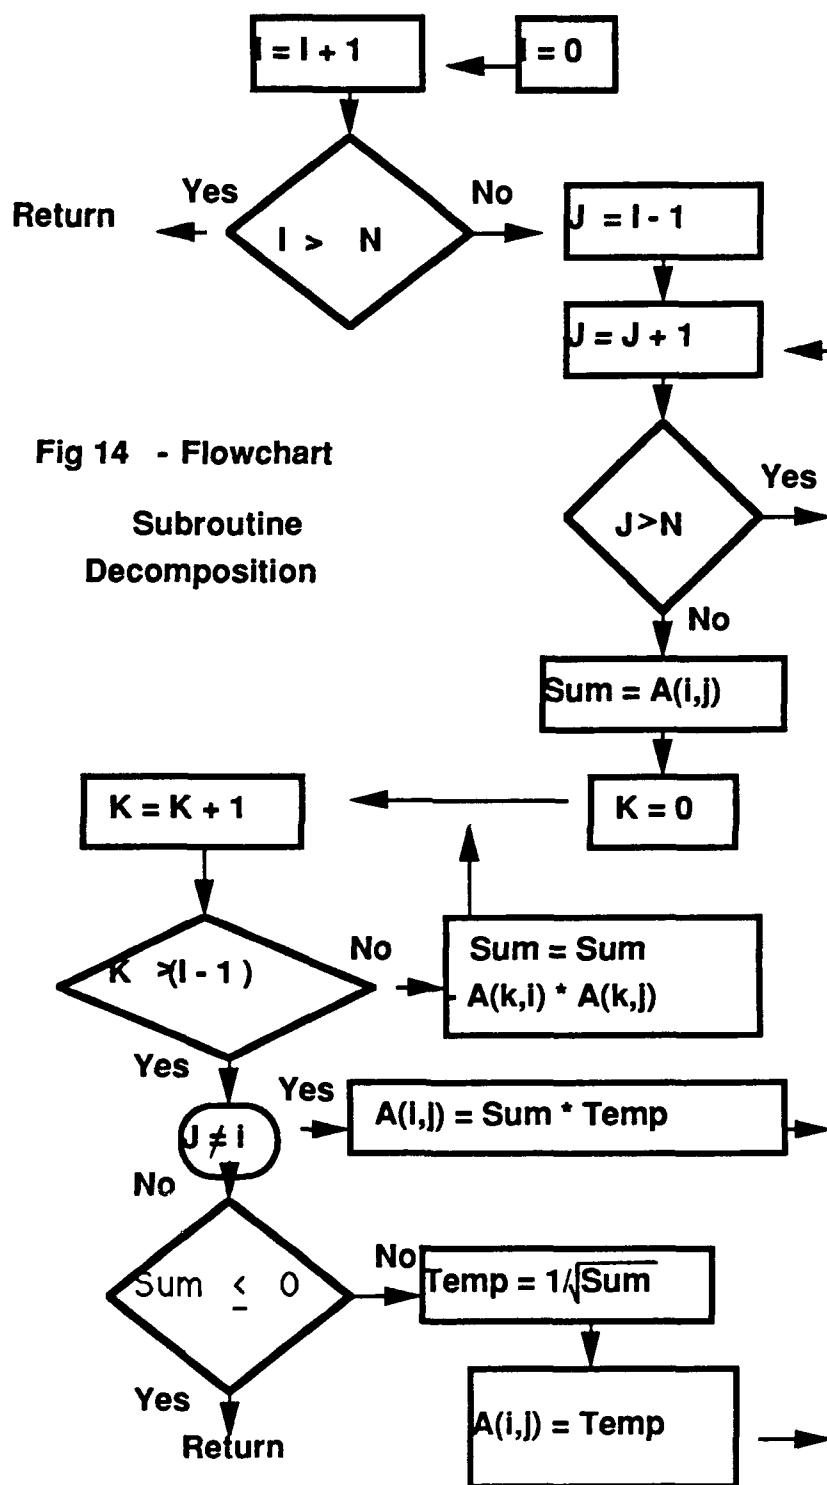 I = I + 1
I = 0
Yes
No
Return
I > N
J = I - 1
J = J + 1
Fig 14 - Flowchart
Subroutine
Decomposition
Yes
J > N
No
Sum = A(i,j)
K = K + 1
K = 0
K >(I - 1)
No
Sum = Sum
- A(k,i) * A(k,j)
Yes
Yes
J ≠ i
A(i,j) = Sum * Temp
No
Sum ≤ 0
No
Temp = 1/√Sum
Yes
A(i,j) = Temp
Return